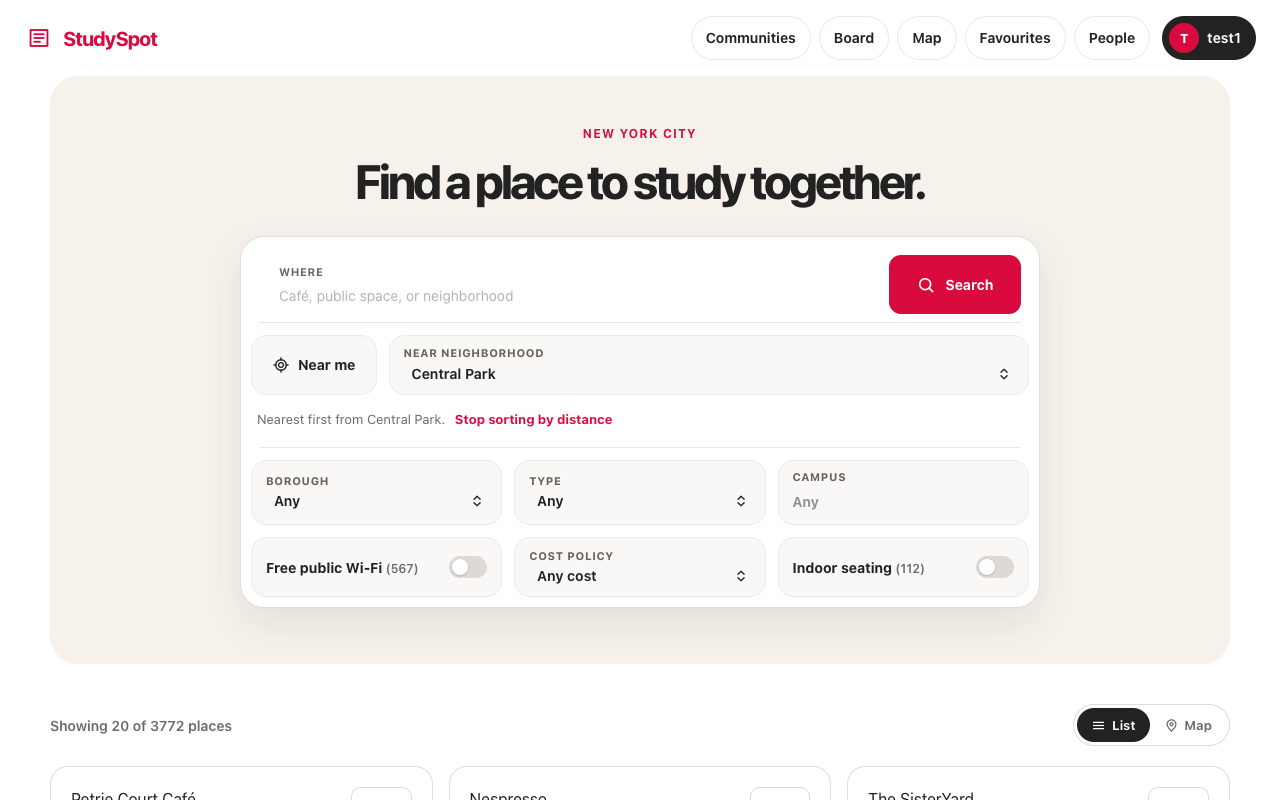 StudySpot
Communities
Board
Map
Favourites
People
T
test1
NEW YORK CITY
Find a place to study together.
WHERE
Café, public space, or neighborhood
Search
Near me
NEAR NEIGHBORHOOD
Central Park
Nearest first from Central Park. Stop sorting by distance
BOROUGH
Any
TYPE
Any
CAMPUS
Any
Free public Wi-Fi (567)
COST POLICY
Any cost
Indoor seating (112)
Showing 20 of 3772 places
List
Map
Petrie Court Café
Nespresso
The SisterYard